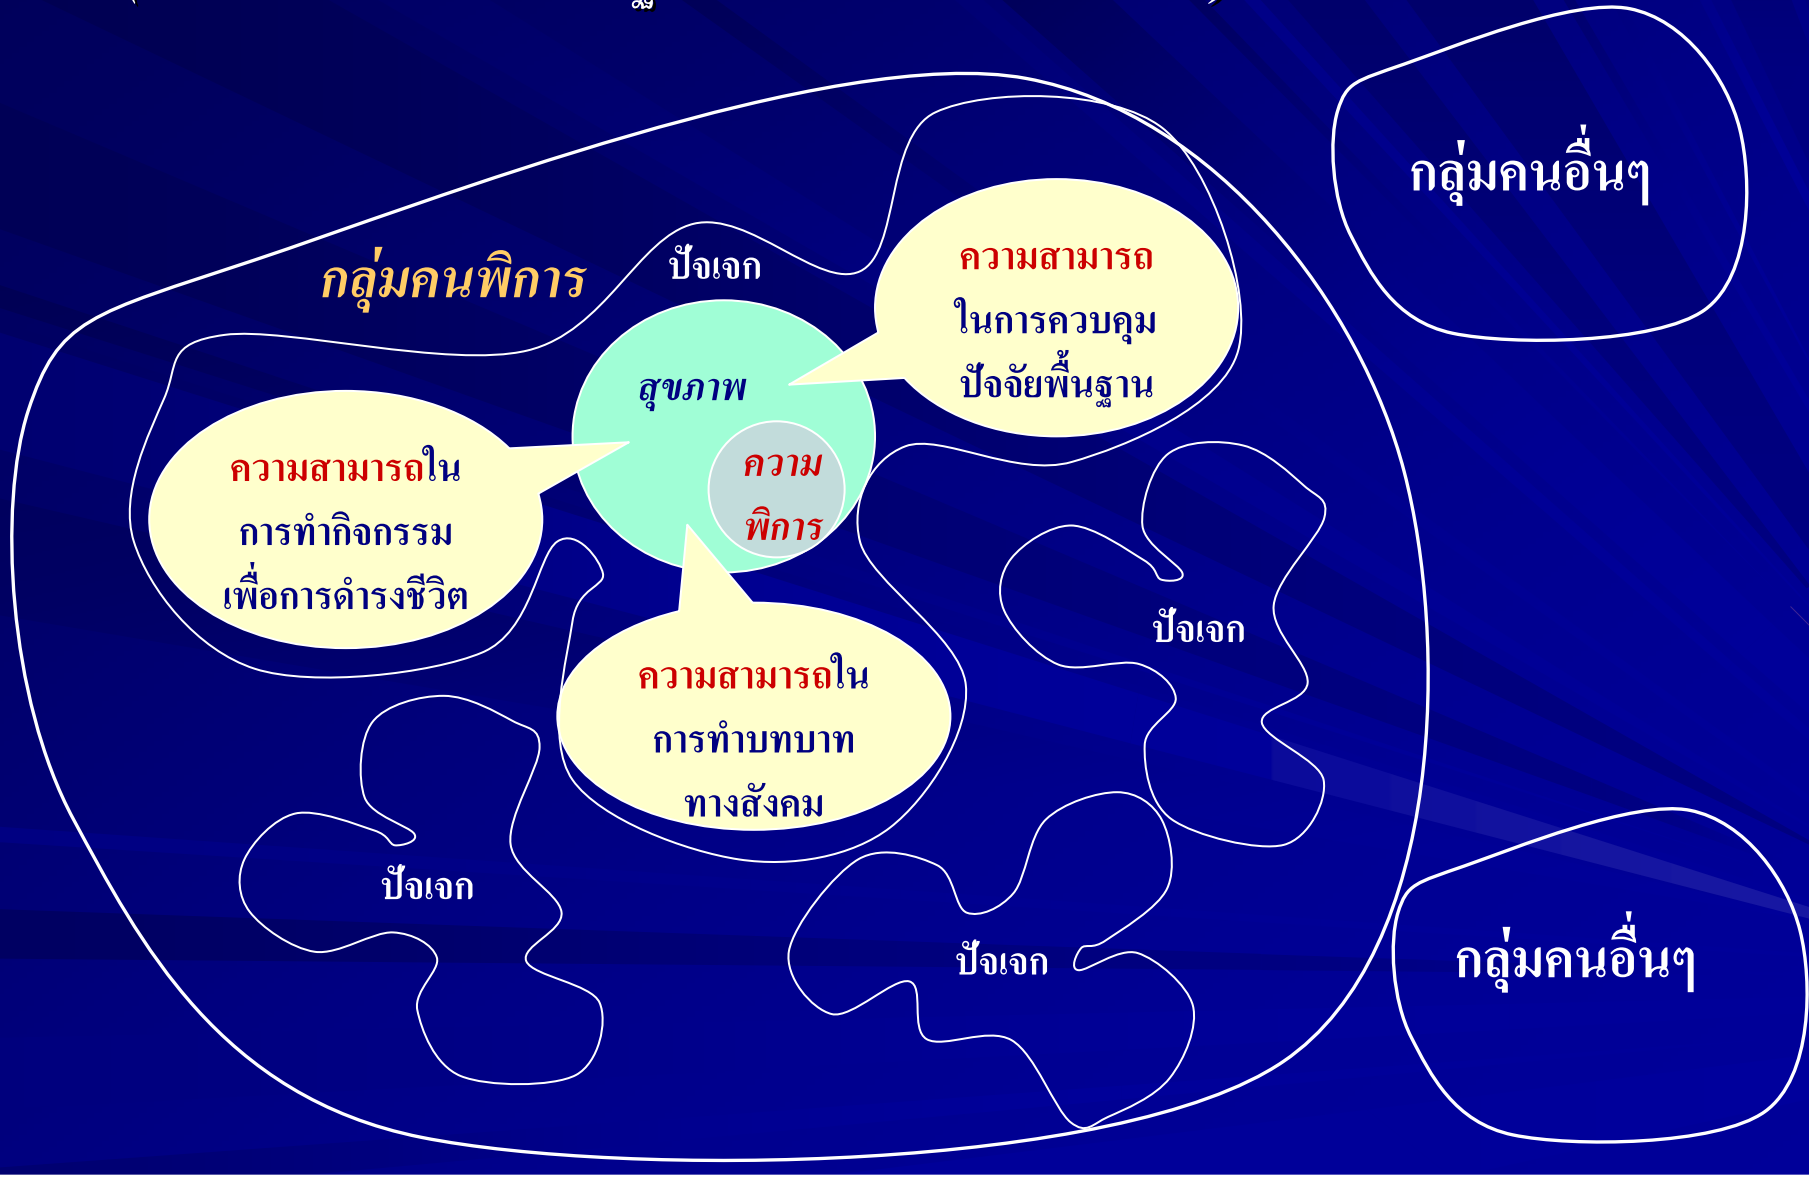 กลุ่มคนอื่นๆ
กลุ่มคนพิการ
ปัจเจก
ความสามารถ
ในการควบคุม
ปัจจัยพื้นฐาน
สุขภาพ
ความ
พิการ
ความสามารถใน
การทำกิจกรรม
เพื่อการดำรงชีวิต
ความสามารถใน
การทำบทบาท
ทางสังคม
ปัจเจก
ปัจเจก
ปัจเจก
กลุ่มคนอื่นๆ